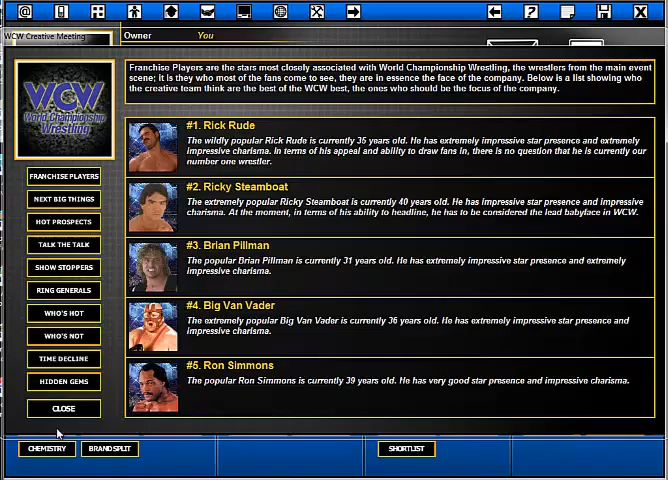 WCW Creative Meeting
Owner
You
WCW
World Championship
Wrestling
FRANCHISE PLAYERS
NEXT BIG THINGS
HOT PROSPECTS
TALK THE TALK
SHOW STOPPERS
RING GENERALS
WHO'S HOT
WHO'S NOT
TIME DECLINE
HIDDEN GEMS
CLOSE
Franchise Players are the stars most closely associated with World Championship Wrestling, the wrestlers from the main event
scene; it is they who most of the fans come to see, they are in essence the face of the company. Below is a list showing who
the creative team think are the best of the WCW best, the ones who should be the focus of the company.
#1. Rick Rude
The wildly popular Rick Rude is currently 35 years old. He has extremely impressive star presence and extremely
impressive charisma. In terms of his appeal and ability to draw fans in, there is no question that he is currently our
number one wrestler.
#2. Ricky Steamboat
The extremely popular Ricky Steamboat is currently 40 years old. He has impressive star presence and impressive
charisma. At the moment, in terms of his ability to headline, he has to be considered the lead babyface in WCW.
#3. Brian Pillman
The popular Brian Pillman is currently 31 years old. He has extremely impressive star presence and extremely
impressive charisma.
#4. Big Van Vader
The extremely popular Big Van Vader is currently 36 years old. He has extremely impressive star presence and
impressive charisma.
#5. Ron Simmons
The popular Ron Simmons is currently 39 years old. He has very good star presence and impressive charisma.
CHEMISTRY
BRAND SPLIT
SHORTLIST